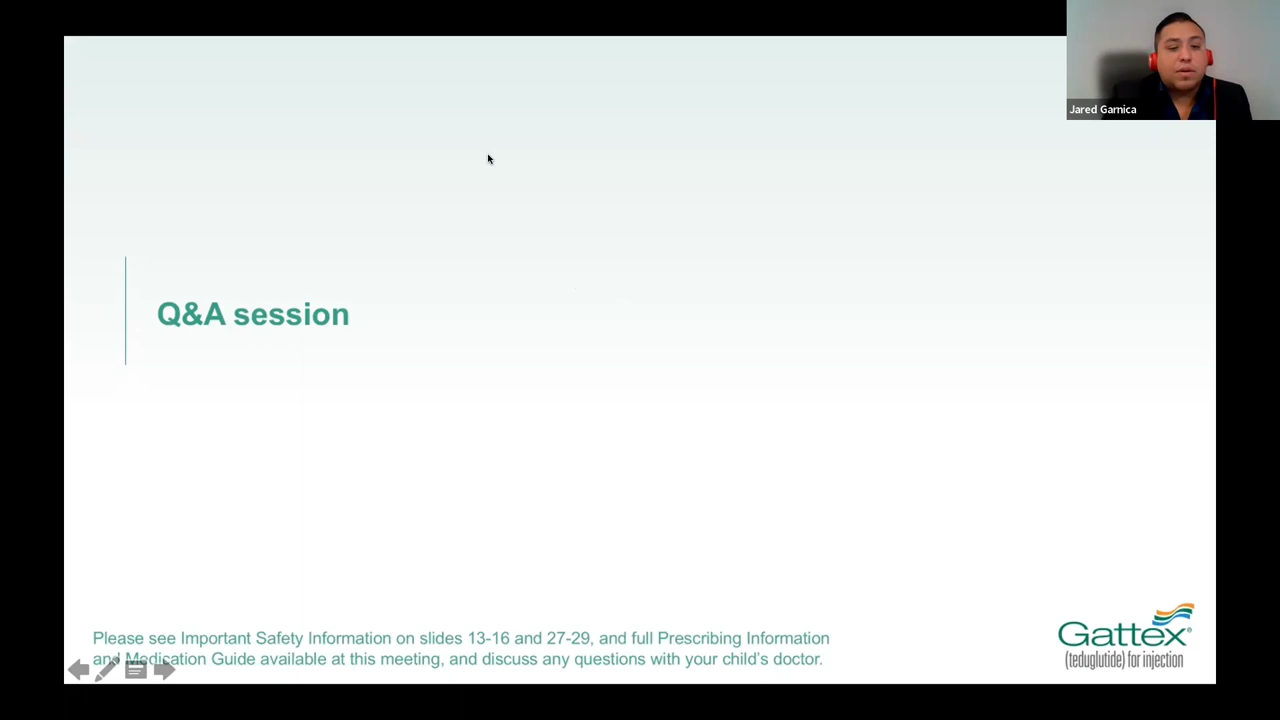 Jared Garnica
Q&A session
Please see Important Safety Information on slides 13-16 and 27-29, and full Prescribing Information
and Medication Guide available at this meeting, and discuss any questions with your child's doctor.
Gattex®
(teduglutide) for injection